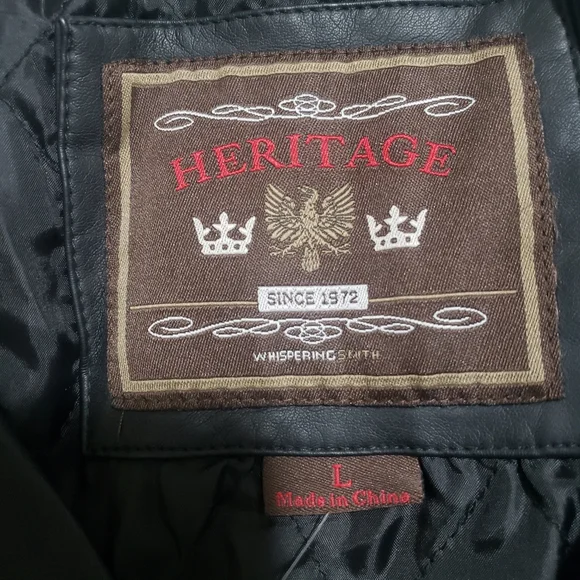 HERITAGE
SINCE 1972
WHISPERINGSMITH
L
Made in China